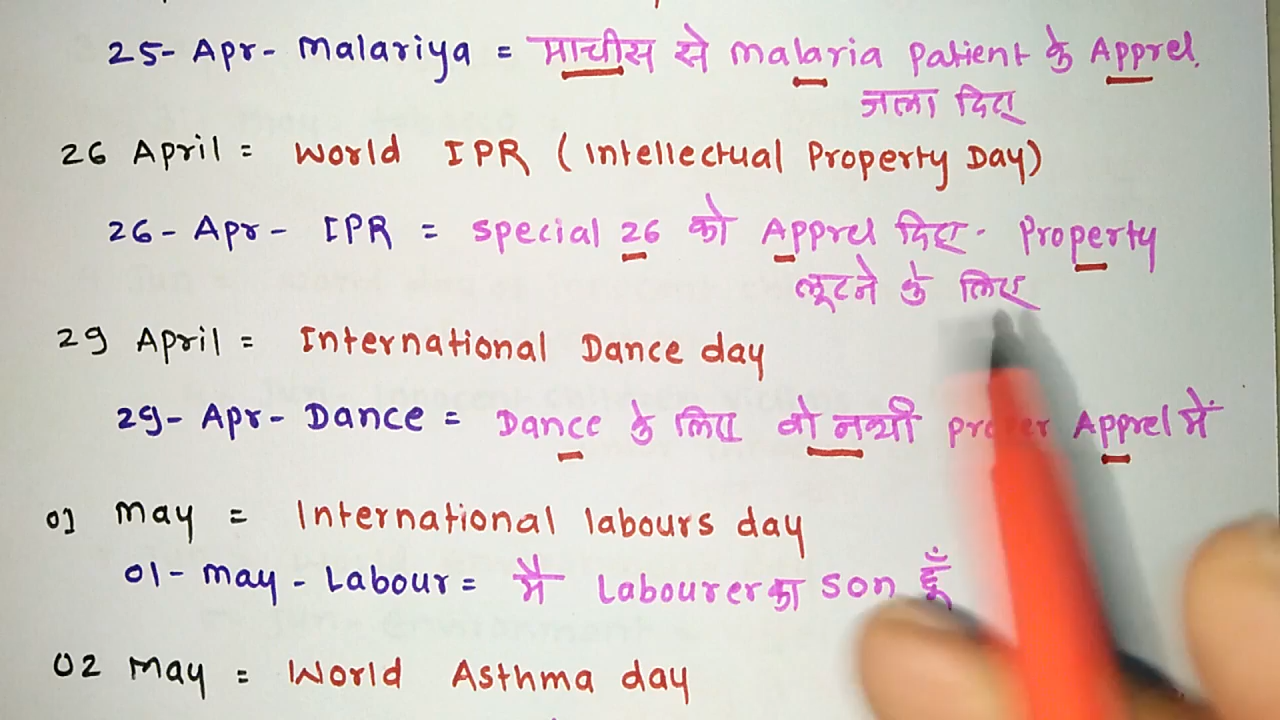 25- Apr- Malariya = माचीस से malaria Patient के Apprel
जला दिए
26 April = World IPR (Intellectual Property Day)
26- Apr- IPR = special 26 को Apprel दिए. Property
लूटने के लिए
29 April = International Dance day
29- Apr- Dance = Dance के लिए वो नथी proper Apprel में
01 May = International labours day
01- May - Labour = मै Labourer का son हूँ
02 May = World Asthma day